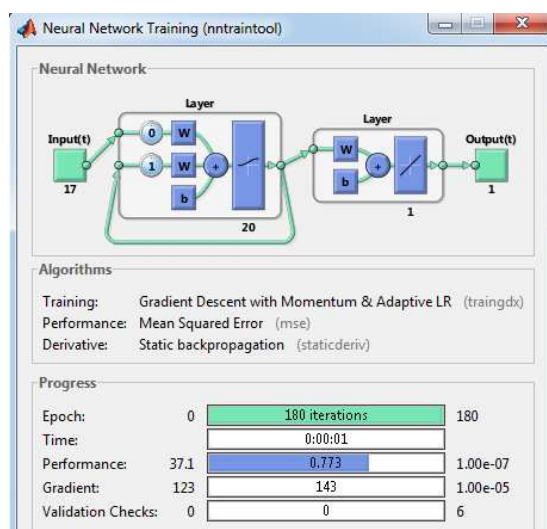 Neural Network Training (nntraintool)
Neural Network
Layer
Layer
Input(t)
Output(t)
0 W
1 W
+
b
W
+
b
17
20
1
1
Algorithms
Training: Gradient Descent with Momentum & Adaptive LR (traingdx)
Performance: Mean Squared Error (mse)
Derivative: Static backpropagation (staticderiv)
Progress
Epoch: 0 180 iterations 180
Time: 0:00:01
Performance: 37.1 0.773 1.00e-07
Gradient: 123 143 1.00e-05
Validation Checks: 0 0 6